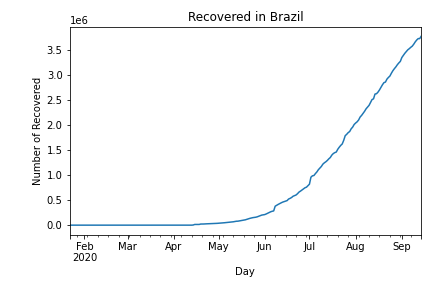 Recovered in Brazil
1e6
Number of Recovered
3.5
3.0
2.5
2.0
1.5
1.0
0.5
0.0
Feb Mar Apr May Jun Jul Aug Sep
2020
Day